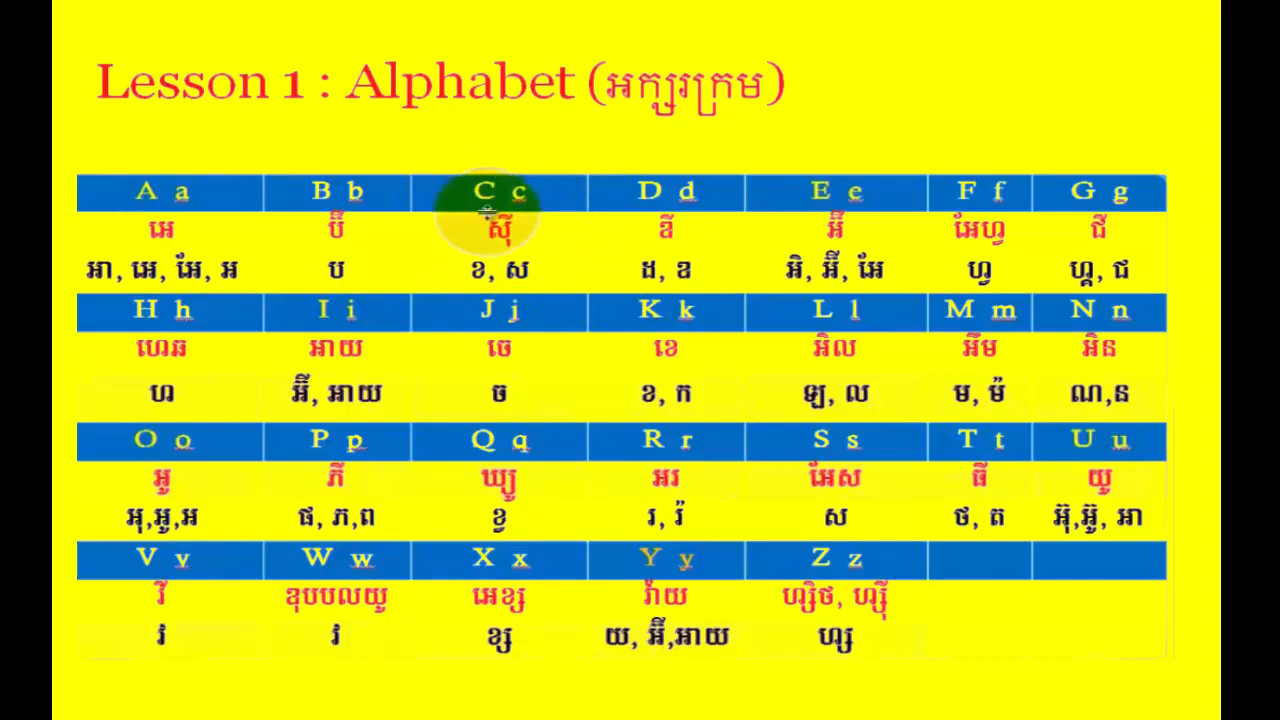 Lesson 1 : Alphabet (អក្សរក្រម)
A a B b C c D d E e F f G g
អេ ប៊ី ស៊ី ឌី អ៊ី អែហ្វ ជី
អា, អេ, អែ, អ ប ខ, ស ដ, ឌ អិ, អ៊ី, អែ ហ្វ ហ្គ, ជ
H h I i J j K k L l M m N n
ហេឆ អាយ ចេ ខេ អិល អឹម អិន
ហ អ៊ី, អាយ ច ខ, ក ឡ, ល ម, ម៉ ណ,ន
O o P p Q q R r S s T t U u
អូ ភី ឃ្យូ អរ អែស ធី យូ
អុ,អូ,អ ផ, ភ,ព ខ្វ រ, រ៉ ស ថ, ត អ៊ុ,អ៊ូ, អា
V v W w X x Y y Z z
វី ឌុបបលយូ អេខ្ស វ៉ាយ ហ្សិថ, ហ្ស៊ី
វ វ ខ្ស យ, អ៊ី,អាយ ហ្ស